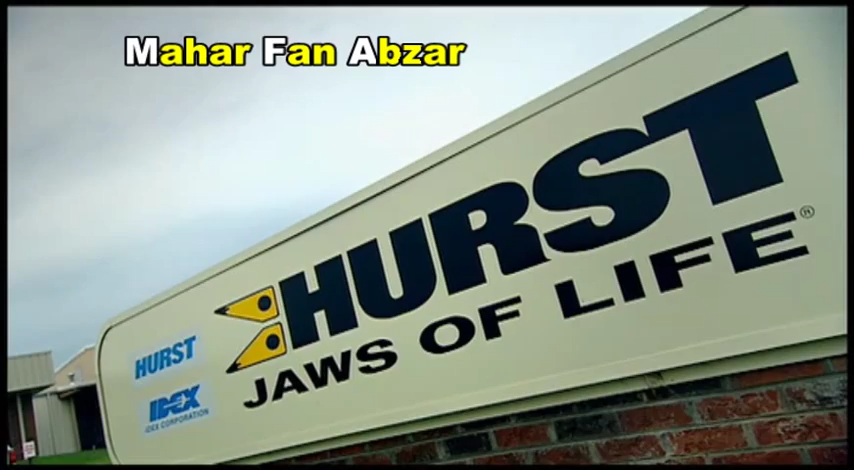 Mahar Fan Abzar
HURST
JAWS OF LIFE®
HURST
IDEX
IDEX CORPORATION